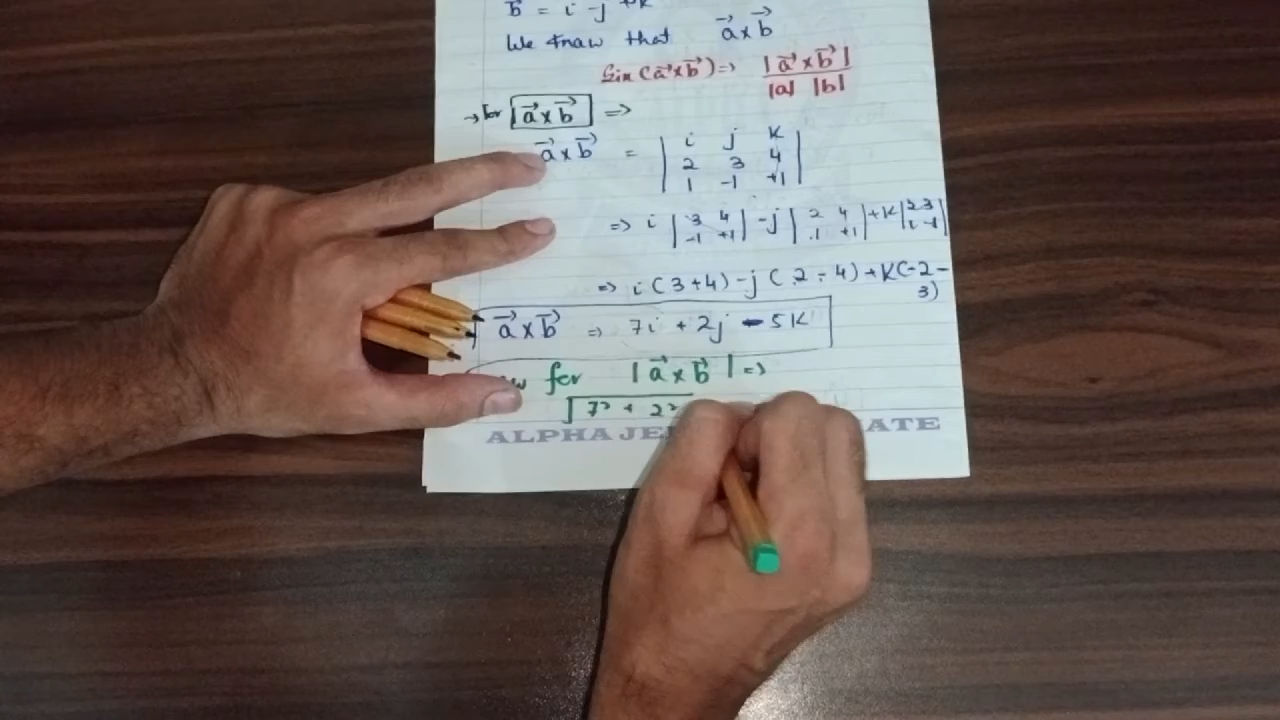 b⃗ = i - j + k
We know that a⃗ x b⃗
Sin (a⃗ x b⃗) => |a⃗ x b⃗| / |a| |b|
→ for |a⃗ x b⃗| =>
a⃗ x b⃗ = | i j k |
| 2 3 4 |
| 1 -1 +1 |
=> i | 3 4 | - j | 2 4 | + k | 2 3 |
| -1 +1 | | 1 +1 | | 1 -1 |
=> i (3+4) - j (2-4) + k (-2-
3)
a⃗ x b⃗ => 7i + 2j - 5k
for |a⃗ x b⃗| =>
√7² + 2²
ALPHA